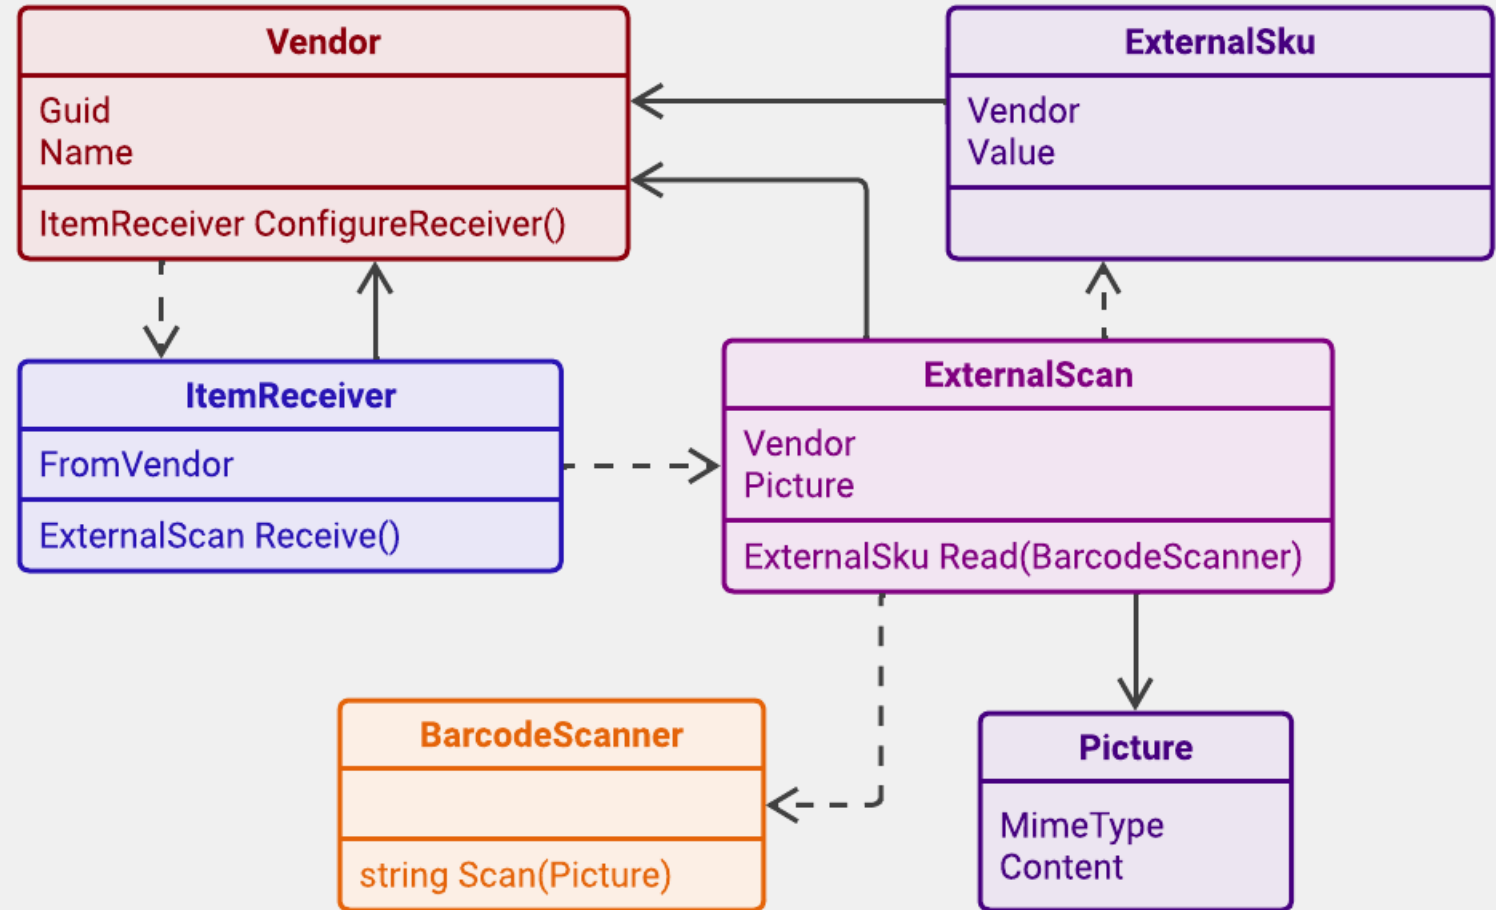 Vendor
Guid
Name
ItemReceiver ConfigureReceiver()
ExternalSku
Vendor
Value
ItemReceiver
FromVendor
ExternalScan Receive()
ExternalScan
Vendor
Picture
ExternalSku Read(BarcodeScanner)
BarcodeScanner
string Scan(Picture)
Picture
MimeType
Content